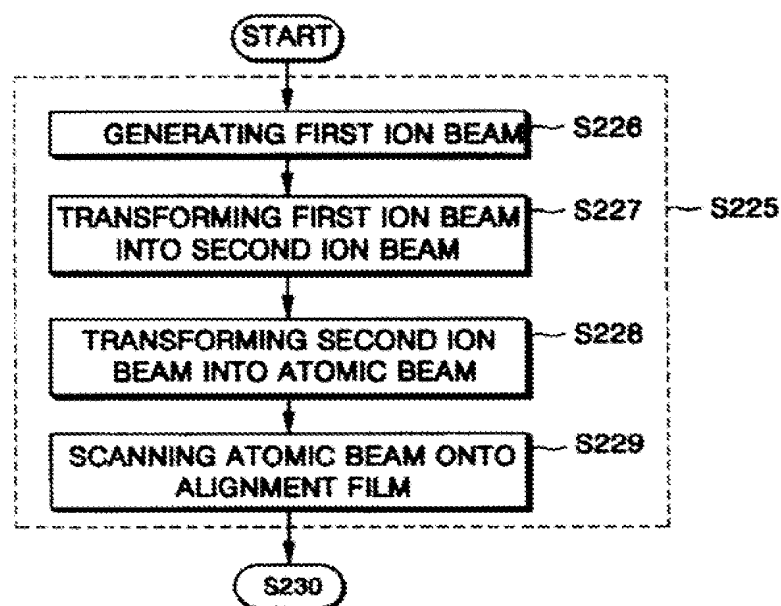 START
GENERATING FIRST ION BEAM
S226
TRANSFORMING FIRST ION BEAM
INTO SECOND ION BEAM
S227
S225
TRANSFORMING SECOND ION
BEAM INTO ATOMIC BEAM
S228
SCANNING ATOMIC BEAM ONTO
ALIGNMENT FILM
S229
S230